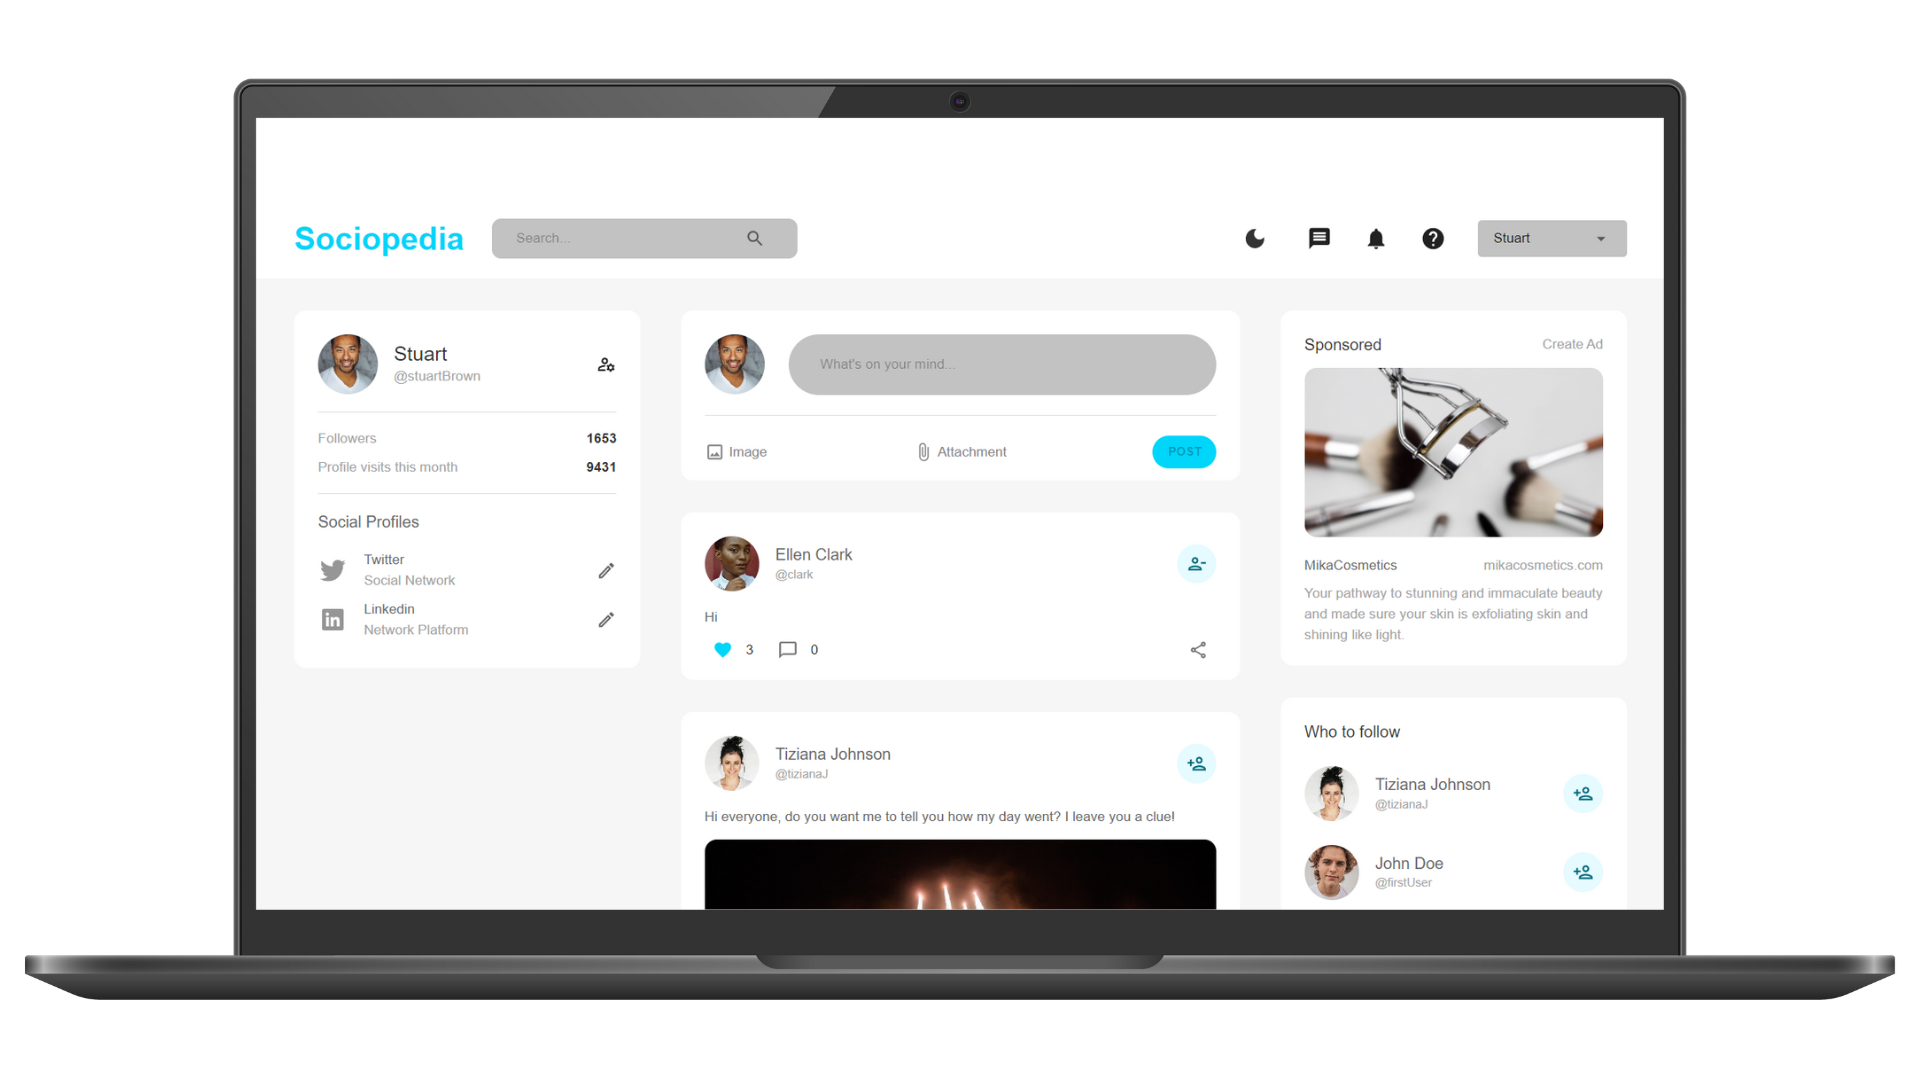 Sociopedia
Search...
Stuart
Stuart
@stuartBrown
Followers 1653
Profile visits this month 9431
Social Profiles
Twitter
Social Network
Linkedin
Network Platform
What's on your mind...
Image Attachment POST
Ellen Clark
@clark
Hi
3 0
Tiziana Johnson
@tizianaJ
Hi everyone, do you want me to tell you how my day went? I leave you a clue!
Sponsored Create Ad
MikaCosmetics mikacosmetics.com
Your pathway to stunning and immaculate beauty
and made sure your skin is exfoliating skin and
shining like light.
Who to follow
Tiziana Johnson
@tizianaJ
John Doe
@firstUser